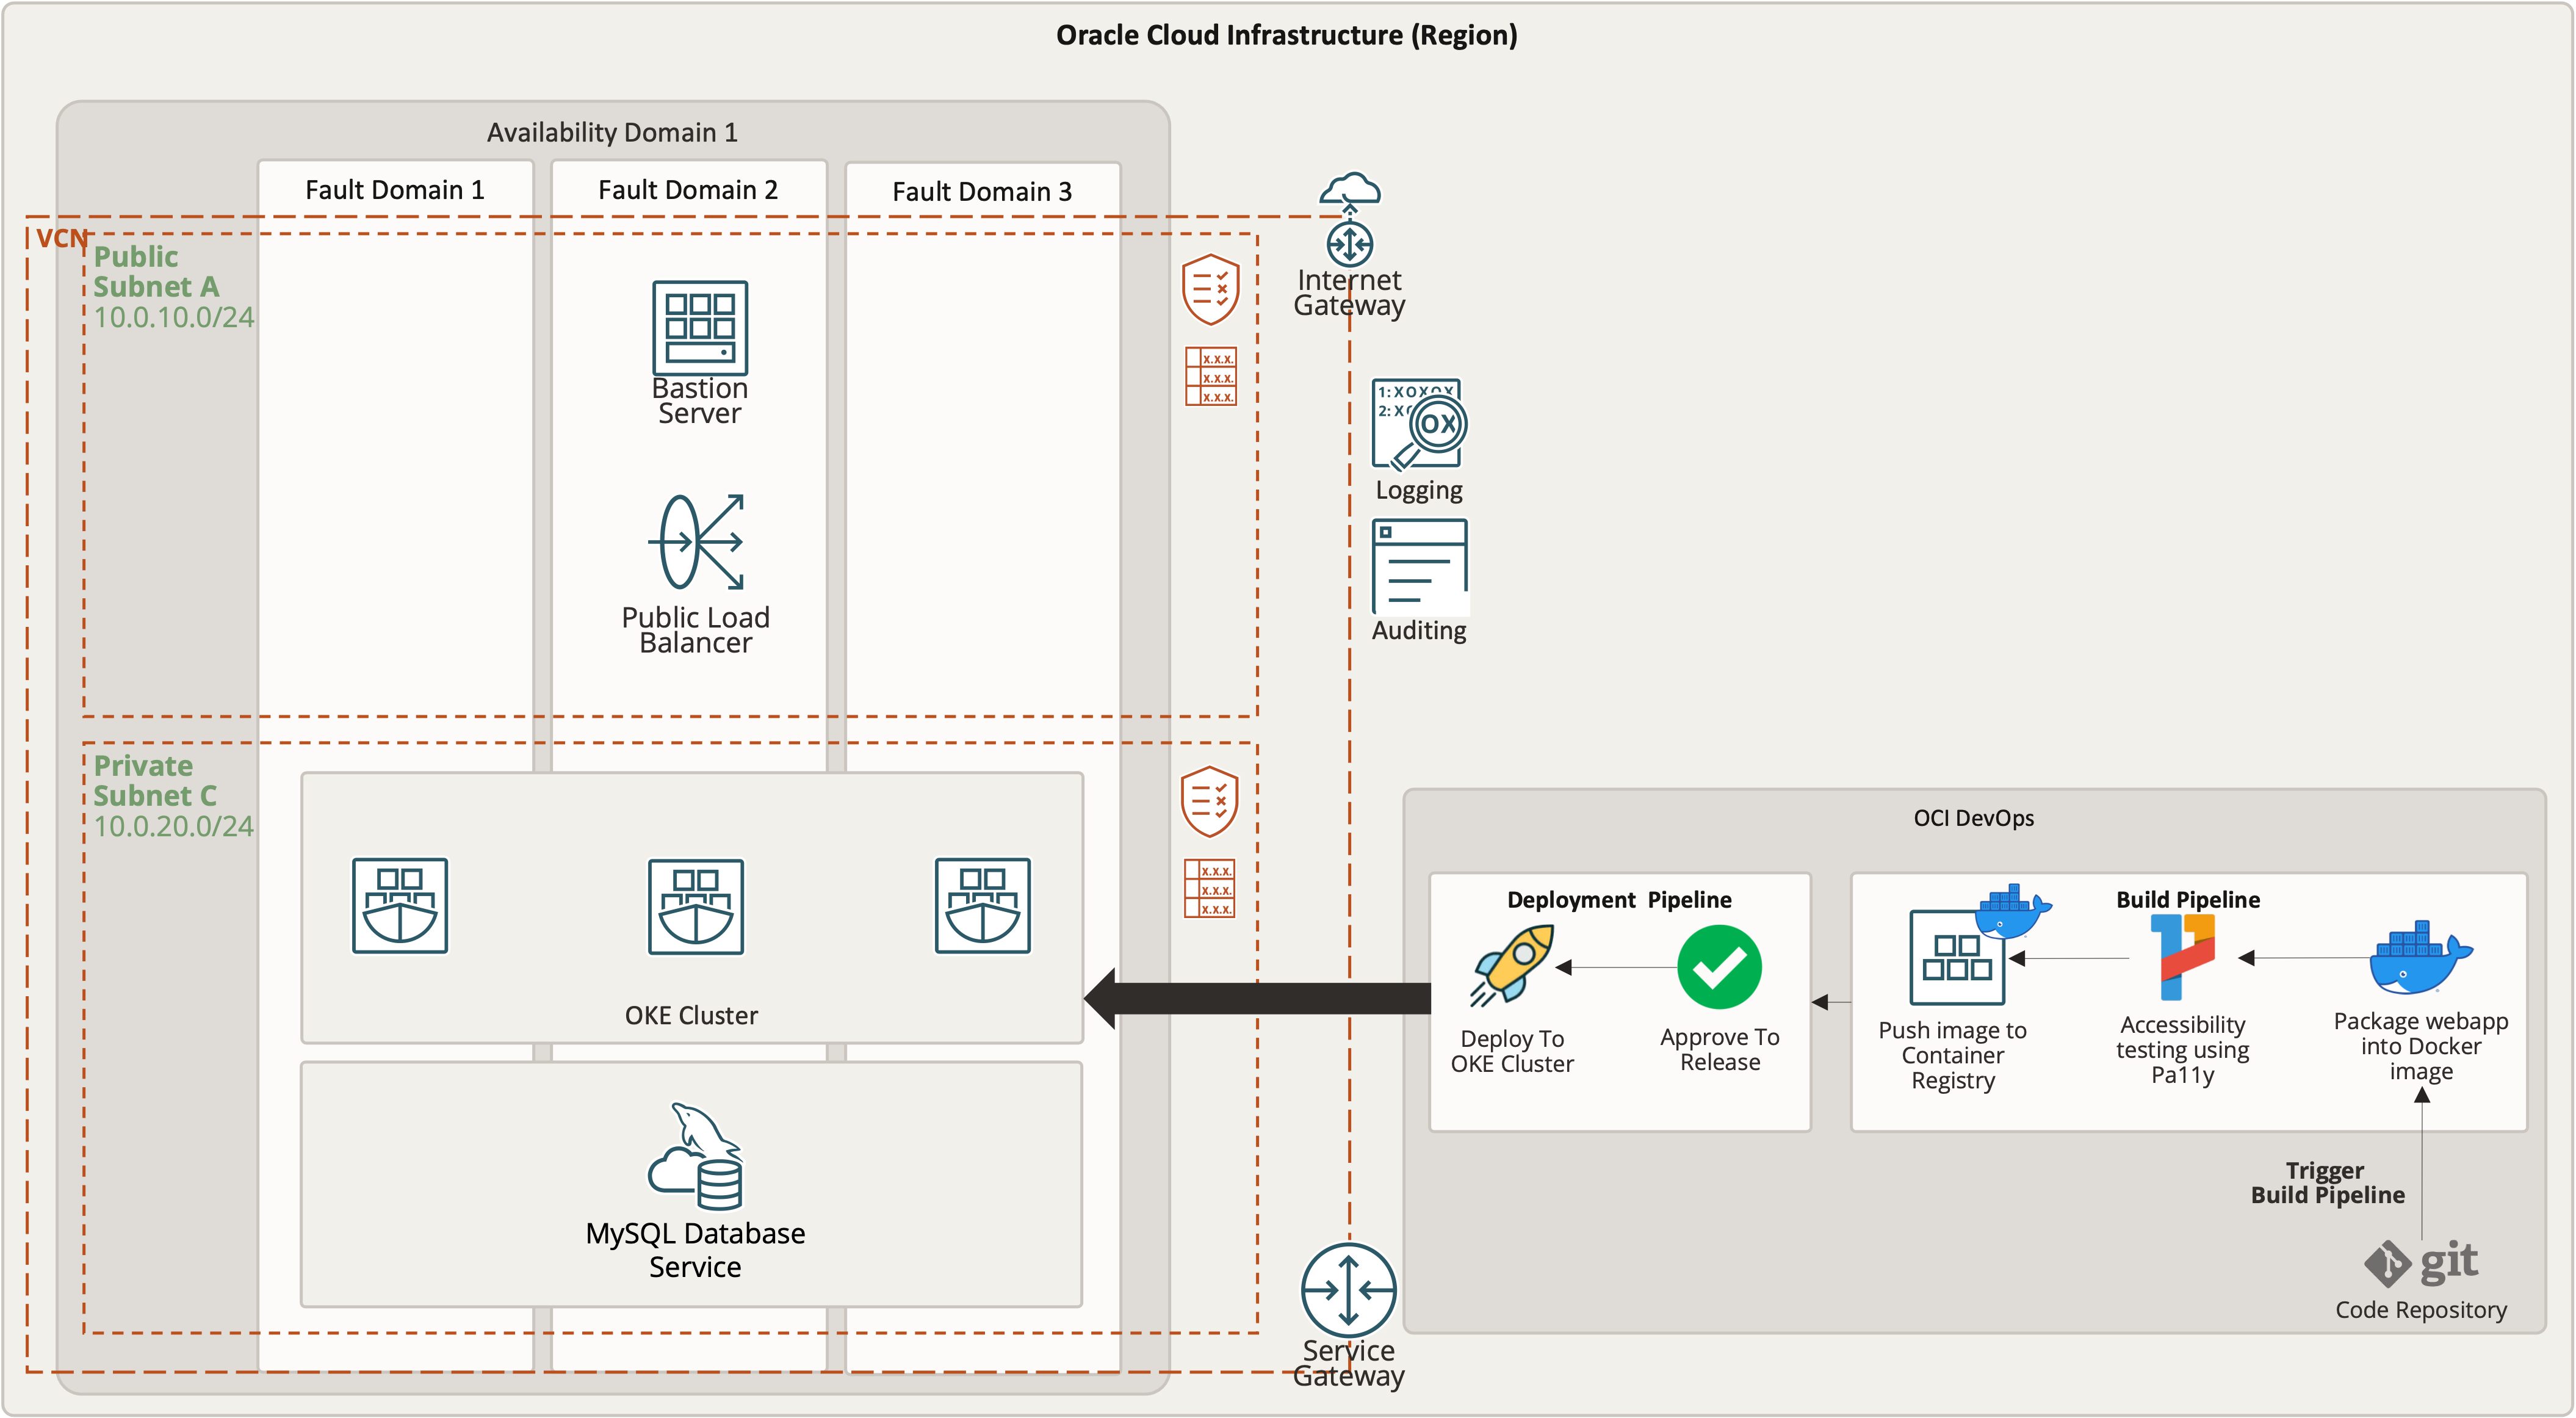 Oracle Cloud Infrastructure (Region)
Availability Domain 1
Fault Domain 1
Fault Domain 2
Fault Domain 3
VCN
Public
Subnet A
10.0.10.0/24
Bastion
Server
Public Load
Balancer
X.X.X.
X.X.X.
X.X.X.
Internet
Gateway
1: X O X O X
2: X O
OX
Logging
Auditing
Private
Subnet C
10.0.20.0/24
OKE Cluster
X.X.X.
X.X.X.
X.X.X.
MySQL Database
Service
Service
Gateway
OCI DevOps
Deployment Pipeline
Deploy To
OKE Cluster
Approve To
Release
Build Pipeline
Push image to
Container
Registry
Accessibility
testing using
Pa11y
Package webapp
into Docker
image
Trigger
Build Pipeline
git
Code Repository